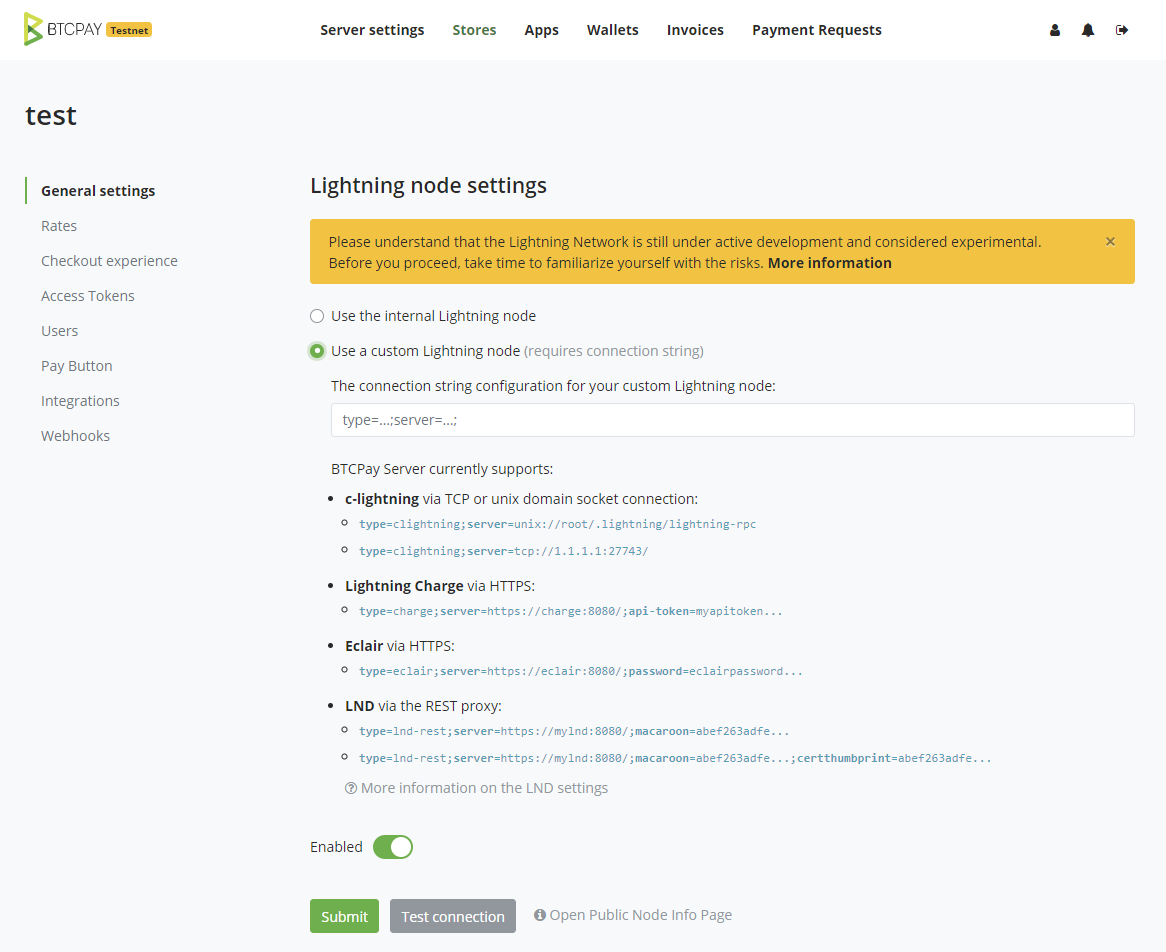 BTCPAY Testnet
Server settings Stores Apps Wallets Invoices Payment Requests
test
General settings
Rates
Checkout experience
Access Tokens
Users
Pay Button
Integrations
Webhooks
Lightning node settings
Please understand that the Lightning Network is still under active development and considered experimental. ×
Before you proceed, take time to familiarize yourself with the risks. More information
Use the internal Lightning node
Use a custom Lightning node (requires connection string)
The connection string configuration for your custom Lightning node:
type=...;server=...;
BTCPay Server currently supports:
c-lightning via TCP or unix domain socket connection:
type=clightning;server=unix://root/.lightning/lightning-rpc
type=clightning;server=tcp://1.1.1.1:27743/
Lightning Charge via HTTPS:
type=charge;server=https://charge:8080/;api-token=myapitoken...
Eclair via HTTPS:
type=eclair;server=https://eclair:8080/;password=eclairpassword...
LND via the REST proxy:
type=lnd-rest;server=https://mylnd:8080/;macaroon=abef263adfe...
type=lnd-rest;server=https://mylnd:8080/;macaroon=abef263adfe...;certthumbprint=abef263adfe...
More information on the LND settings
Enabled
Submit Test connection Open Public Node Info Page